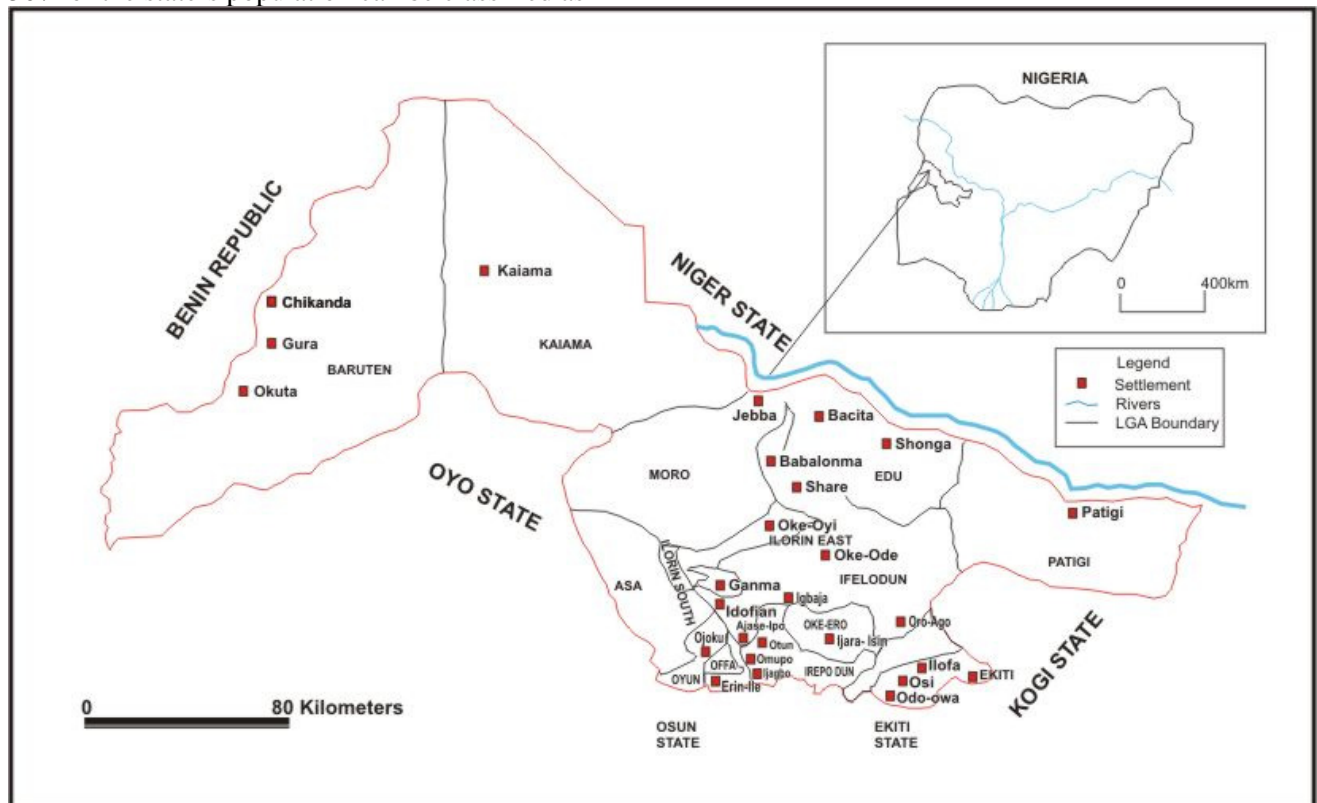 NIGERIA
0 400km
BENIN REPUBLIC
NIGER STATE
Kaiama
Chikanda
Gura
KAIAMA
BARUTEN
Okuta
Legend
Settlement
Rivers
LGA Boundary
Jebba
Bacita
Shonga
OYO STATE
MORO
Babalonma
EDU
Share
Patigi
Oke-Oyi
ILORIN EAST
Oke-Ode
PATIGI
ASA
ILORIN SOUTH
Ganma
IFELODUN
Igbaja
Idofian
Ajase-Ipo
OKE-ERO
Oro-Ago
Ojoku
Otun
Ijara- Isin
KOGI STATE
OFFA
Omupo
Ilofa
OYUN
Ijagbo
IREPO DUN
EKITI
Erin-Ile
Osi
Odo-owa
0 80 Kilometers
OSUN
STATE
EKITI
STATE